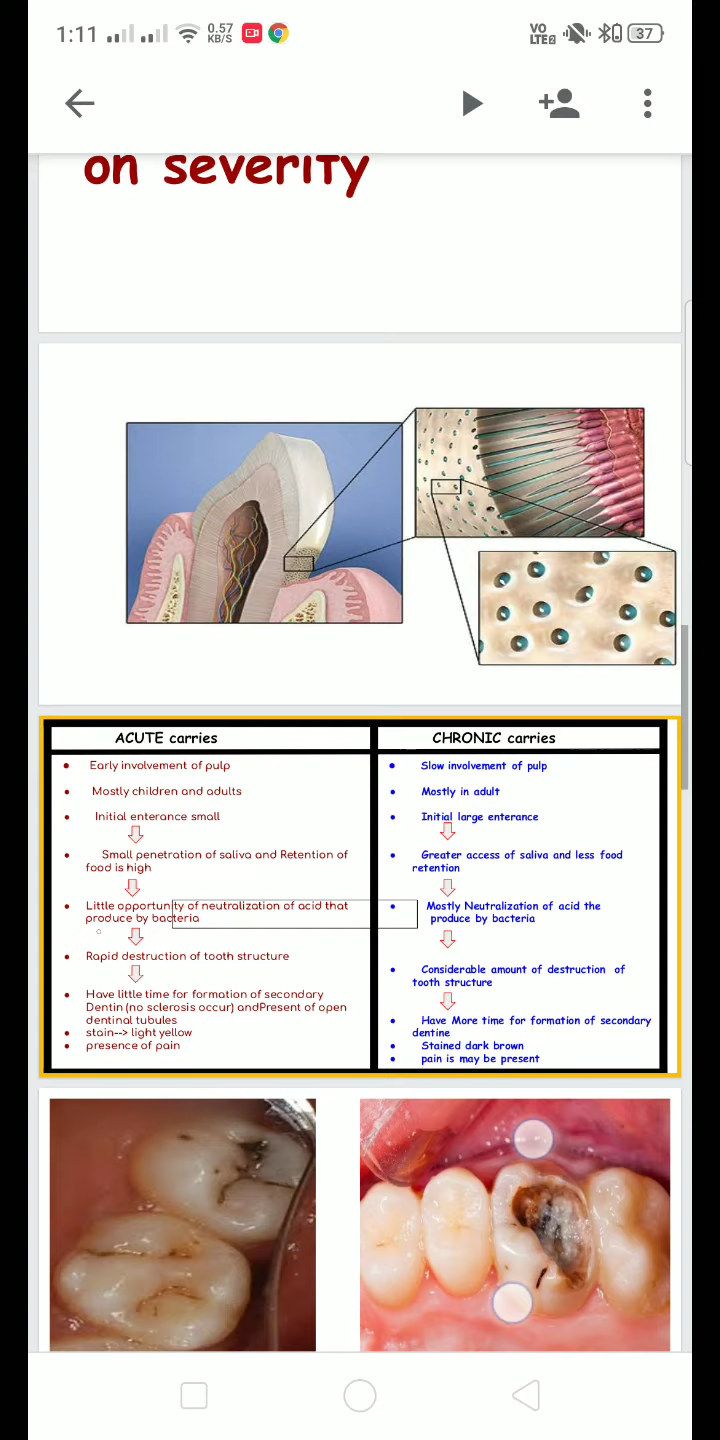 1:11
0.57
KB/S
VO
LTE2
37
on severity
ACUTE carries
Early involvement of pulp
Mostly children and adults
Initial enterance small
Small penetration of saliva and Retention of
food is high
Little opportunity of neutralization of acid that
produce by bacteria
Rapid destruction of tooth structure
Have little time for formation of secondary
Dentin (no sclerosis occur) andPresent of open
dentinal tubules
stain--> light yellow
presence of pain
CHRONIC carries
Slow involvement of pulp
Mostly in adult
Initial large enterance
Greater access of saliva and less food
retention
Mostly Neutralization of acid the
produce by bacteria
Considerable amount of destruction of
tooth structure
Have More time for formation of secondary
dentine
Stained dark brown
pain is may be present